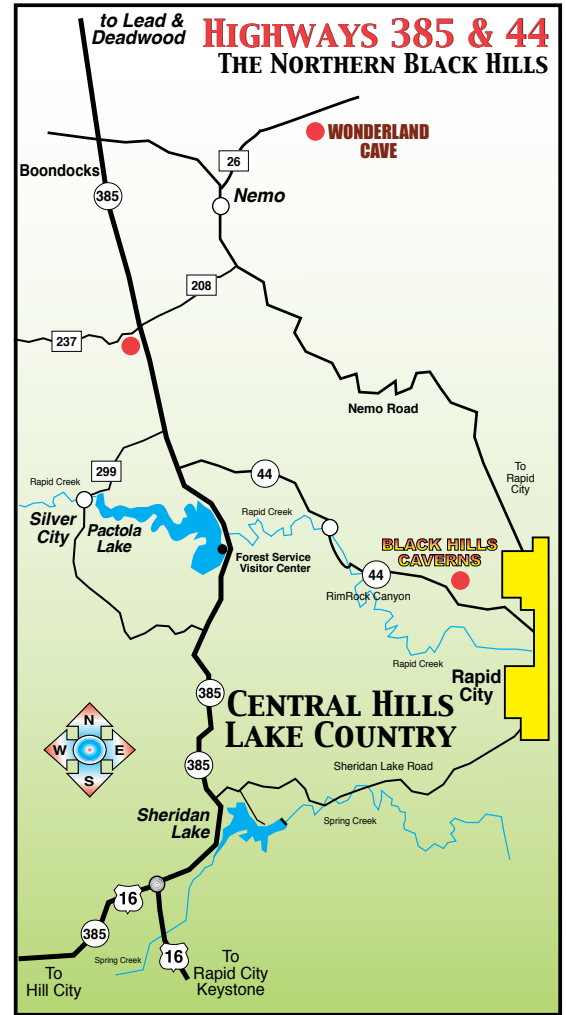 to Lead &
Deadwood
HIGHWAYS 385 & 44
THE NORTHERN BLACK HILLS
WONDERLAND
CAVE
26
Boondocks
385
Nemo
208
237
Nemo Road
299
44
To
Rapid
City
Rapid Creek
Silver
City
Pactola
Lake
Rapid Creek
Forest Service
Visitor Center
BLACK HILLS
CAVERNS
44
RimRock Canyon
Rapid Creek
Rapid
City
385
CENTRAL HILLS
LAKE COUNTRY
N
W
E
S
385
Sheridan Lake Road
Sheridan
Lake
Spring Creek
16
385
16
Spring Creek
To
Hill City
To
Rapid City
Keystone